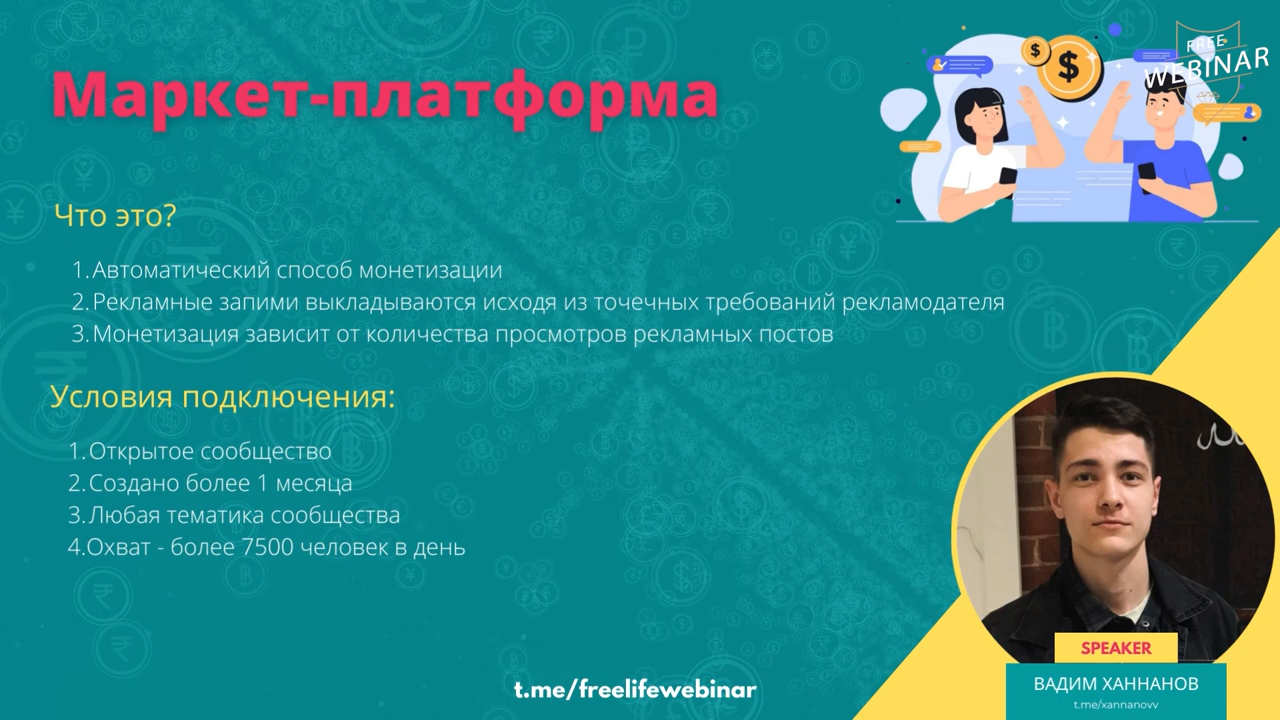 Маркет-платформа
FREE
WEBINAR
Что это?
1. Автоматический способ монетизации
2. Рекламные запими выкладываются исходя из точечных требований рекламодателя
3. Монетизация зависит от количества просмотров рекламных постов
Условия подключения:
1. Открытое сообщество
2. Создано более 1 месяца
3. Любая тематика сообщества
4. Охват - более 7500 человек в день
SPEAKER
ВАДИМ ХАННАНОВ
t.me/xannanovv
t.me/freelifewebinar